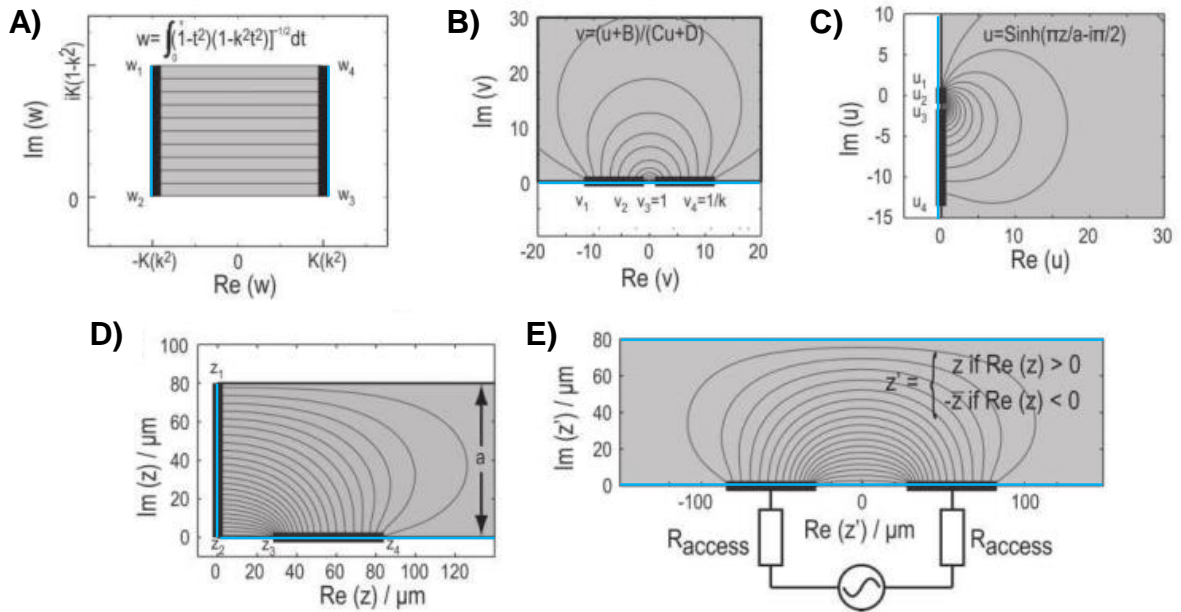 A)
w=∫₀ˣ[(1-t²)(1-k²t²)]⁻¹/²dt
w₁
w₄
w₂
w₃
iK(1-k²)
0
Im (w)
-K(k²)
0
K(k²)
Re (w)
B)
v=(u+B)/(Cu+D)
30
20
10
0
Im (v)
v₁
v₂
v₃=1
v₄=1/k
-20
-10
0
10
20
Re (v)
C)
u=Sinh(πz/a-iπ/2)
10
5
0
-5
-10
-15
Im (u)
u₁
u₂
u₃
u₄
0
10
20
30
Re (u)
D)
100
80
60
40
20
0
Im (z) / μm
z₁
z₂
z₃
z₄
a
0
20
40
60
80
100
120
Re (z) / μm
E)
80
60
40
20
0
Im (z') / μm
z' =
z if Re (z) > 0
-z̄ if Re (z) < 0
-100
0
100
Re (z') / μm
Raccess
Raccess